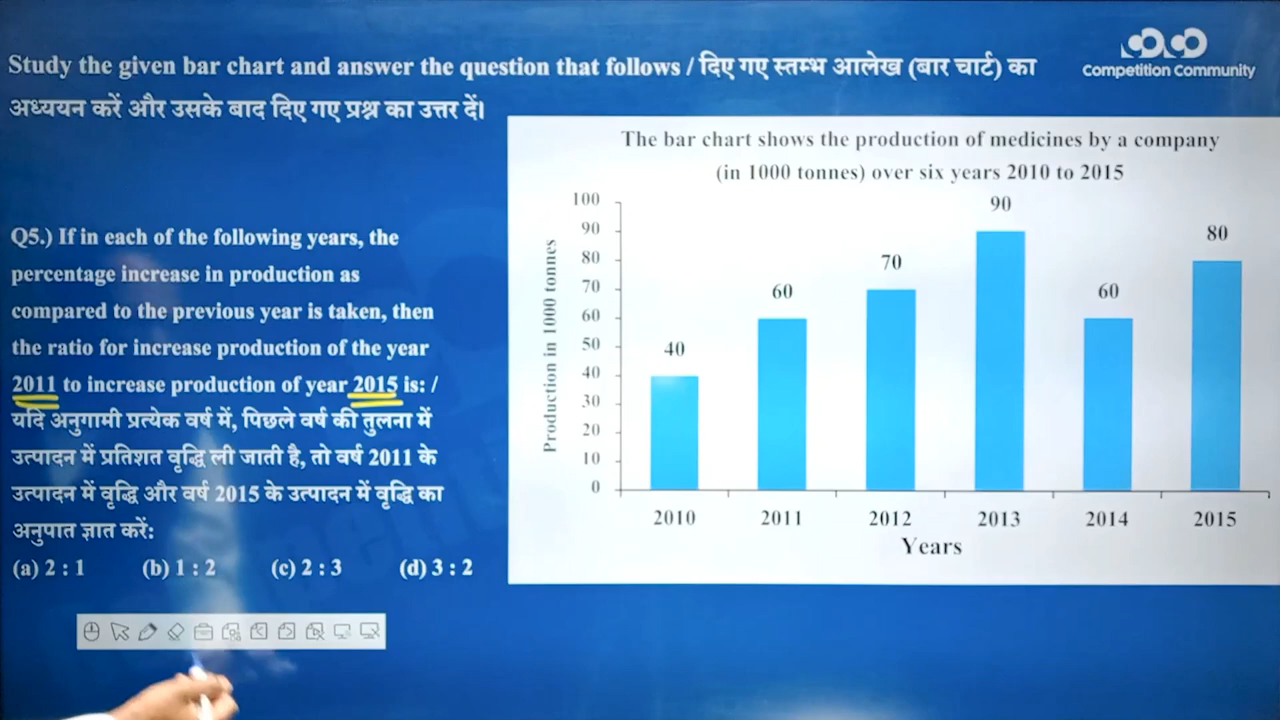 Study the given bar chart and answer the question that follows / दिए गए स्तम्भ आलेख (बार चार्ट) का
अध्ययन करें और उसके बाद दिए गए प्रश्न का उत्तर दें।
Competition Community
Q5.) If in each of the following years, the
percentage increase in production as
compared to the previous year is taken, then
the ratio for increase production of the year
2011 to increase production of year 2015 is: /
यदि अनुगामी प्रत्येक वर्ष में, पिछले वर्ष की तुलना में
उत्पादन में प्रतिशत वृद्धि ली जाती है, तो वर्ष 2011 के
उत्पादन में वृद्धि और वर्ष 2015 के उत्पादन में वृद्धि का
अनुपात ज्ञात करें:
(a) 2 : 1 (b) 1 : 2 (c) 2 : 3 (d) 3 : 2
The bar chart shows the production of medicines by a company
(in 1000 tonnes) over six years 2010 to 2015
Production in 1000 tonnes
100
90
80
70
60
50
40
30
20
10
0
40
60
70
90
60
80
2010 2011 2012 2013 2014 2015
Years